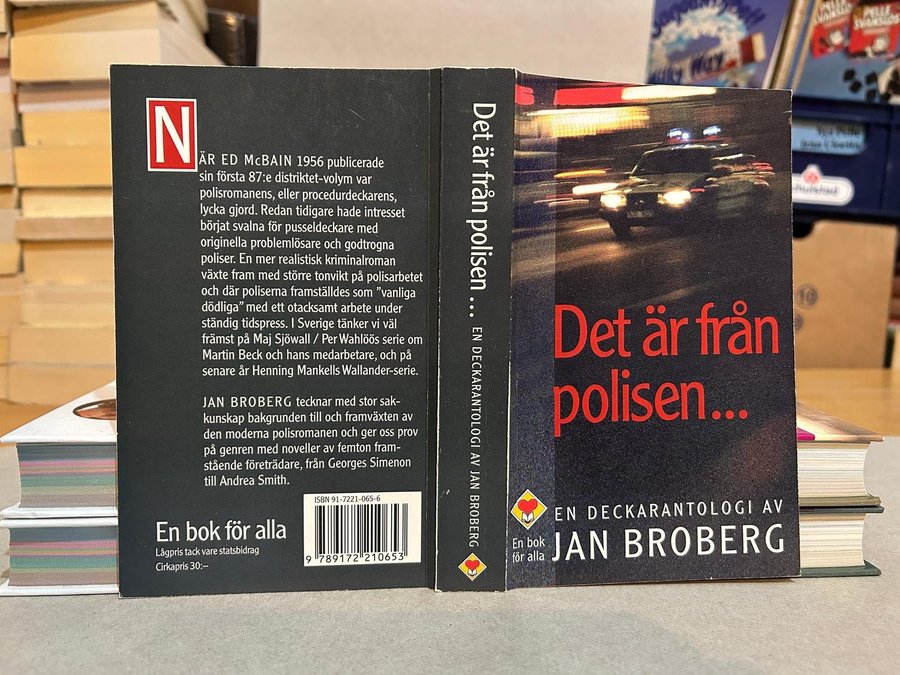 NÄR ED McBAIN 1956 publicerade
sin första 87:e distriktet-volym var
polisromanens, eller procedurdeckarens,
lycka gjord. Redan tidigare hade intresset
börjat svalna för pusseldeckare med
originella problemlösare och godtrogna
poliser. En mer realistisk kriminalroman
växte fram med större tonvikt på polisarbetet
och där poliserna framställdes som ”vanliga
dödliga” med ett otacksamt arbete under
ständig tidspress. I Sverige tänker vi väl
främst på Maj Sjöwall / Per Wahlöös serie om
Martin Beck och hans medarbetare, och på
senare år Henning Mankells Wallander-serie.
JAN BROBERG tecknar med stor sak-
kunskap bakgrunden till och framväxten av
den moderna polisromanen och ger oss prov
på genren med noveller av femton fram-
stående företrädare, från Georges Simenon
till Andrea Smith.
En bok för alla
Lågpris tack vare statsbidrag
Cirkapris 30:–
ISBN 91-7221-065-6
9 789172 210653
Det är från polisen...
EN DECKARANTOLOGI AV JAN BROBERG
Det är från
polisen...
EN DECKARANTOLOGI AV
JAN BROBERG
En bok
för alla
PELLE
SVANSLÖS